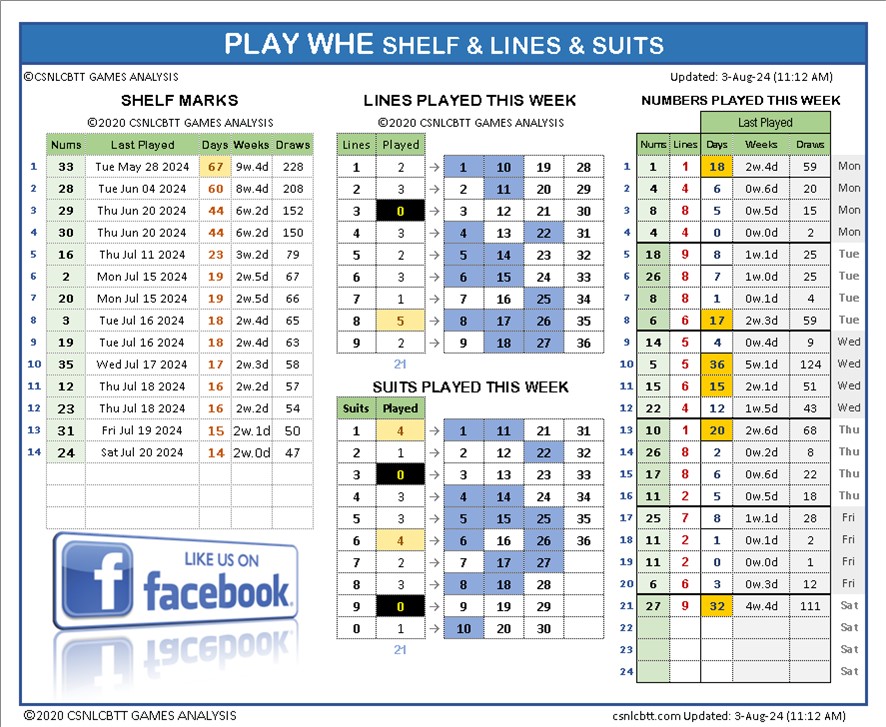 PLAY WHE SHELF & LINES & SUITS
©CSNLCBTT GAMES ANALYSIS
Updated: 3-Aug-24 (11:12 AM)
SHELF MARKS
©2020 CSNLCBTT GAMES ANALYSIS
Nums Last Played Days Weeks Draws
1 33 Tue May 28 2024 67 9w.4d 228
2 28 Tue Jun 04 2024 60 8w.4d 208
3 29 Thu Jun 20 2024 44 6w.2d 152
4 30 Thu Jun 20 2024 44 6w.2d 150
5 16 Thu Jul 11 2024 23 3w.2d 79
6 2 Mon Jul 15 2024 19 2w.5d 67
7 20 Mon Jul 15 2024 19 2w.5d 66
8 3 Tue Jul 16 2024 18 2w.4d 65
9 19 Tue Jul 16 2024 18 2w.4d 63
10 35 Wed Jul 17 2024 17 2w.3d 58
11 12 Thu Jul 18 2024 16 2w.2d 57
12 23 Thu Jul 18 2024 16 2w.2d 54
13 31 Fri Jul 19 2024 15 2w.1d 50
14 24 Sat Jul 20 2024 14 2w.0d 47
LIKE US ON
f facebook.
LINES PLAYED THIS WEEK
©2020 CSNLCBTT GAMES ANALYSIS
Lines Played
1 2 → 1 10 19 28
2 3 → 2 11 20 29
3 0 → 3 12 21 30
4 3 → 4 13 22 31
5 2 → 5 14 23 32
6 3 → 6 15 24 33
7 1 → 7 16 25 34
8 5 → 8 17 26 35
9 2 → 9 18 27 36
21
SUITS PLAYED THIS WEEK
Suits Played
1 4 → 1 11 21 31
2 1 → 2 12 22 32
3 0 → 3 13 23 33
4 3 → 4 14 24 34
5 3 → 5 15 25 35
6 4 → 6 16 26 36
7 2 → 7 17 27
8 3 → 8 18 28
9 0 → 9 19 29
0 1 → 10 20 30
21
NUMBERS PLAYED THIS WEEK
Last Played
Nums Lines Days Weeks Draws
1 1 1 18 2w.4d 59 Mon
2 4 4 6 0w.6d 20 Mon
3 8 8 5 0w.5d 15 Mon
4 4 4 0 0w.0d 2 Mon
5 18 9 8 1w.1d 25 Tue
6 26 8 7 1w.0d 25 Tue
7 8 8 1 0w.1d 4 Tue
8 6 6 17 2w.3d 59 Tue
9 14 5 4 0w.4d 9 Wed
10 5 5 36 5w.1d 124 Wed
11 15 6 15 2w.1d 51 Wed
12 22 4 12 1w.5d 43 Wed
13 10 1 20 2w.6d 68 Thu
14 26 8 2 0w.2d 8 Thu
15 17 8 6 0w.6d 22 Thu
16 11 2 5 0w.5d 18 Thu
17 25 7 8 1w.1d 28 Fri
18 11 2 1 0w.1d 2 Fri
19 11 2 0 0w.0d 1 Fri
20 6 6 3 0w.3d 12 Fri
21 27 9 32 4w.4d 111 Sat
22 Sat
23 Sat
24 Sat
©2020 CSNLCBTT GAMES ANALYSIS
csnlcbtt.com Updated: 3-Aug-24 (11:12 AM)